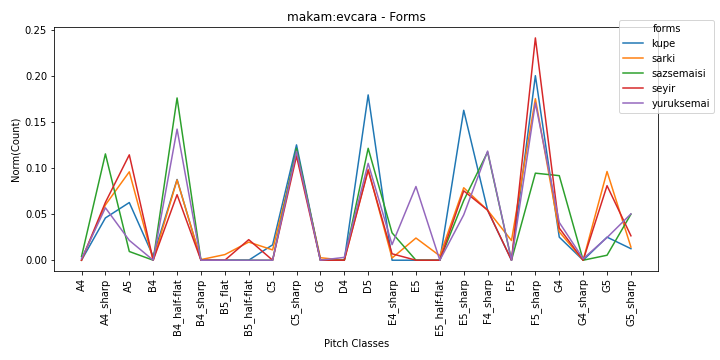 makam:evcara - Forms
forms
kupe
sarki
sazsemaisi
seyir
yuruksemai
Norm(Count)
0.25
0.20
0.15
0.10
0.05
0.00
A4
A4_sharp
A5
B4
B4_half-flat
B4_sharp
B5_flat
B5_half-flat
C5
C5_sharp
C6
D4
D5
E4_sharp
E5
E5_half-flat
E5_sharp
F4_sharp
F5
F5_sharp
G4
G4_sharp
G5
G5_sharp
Pitch Classes